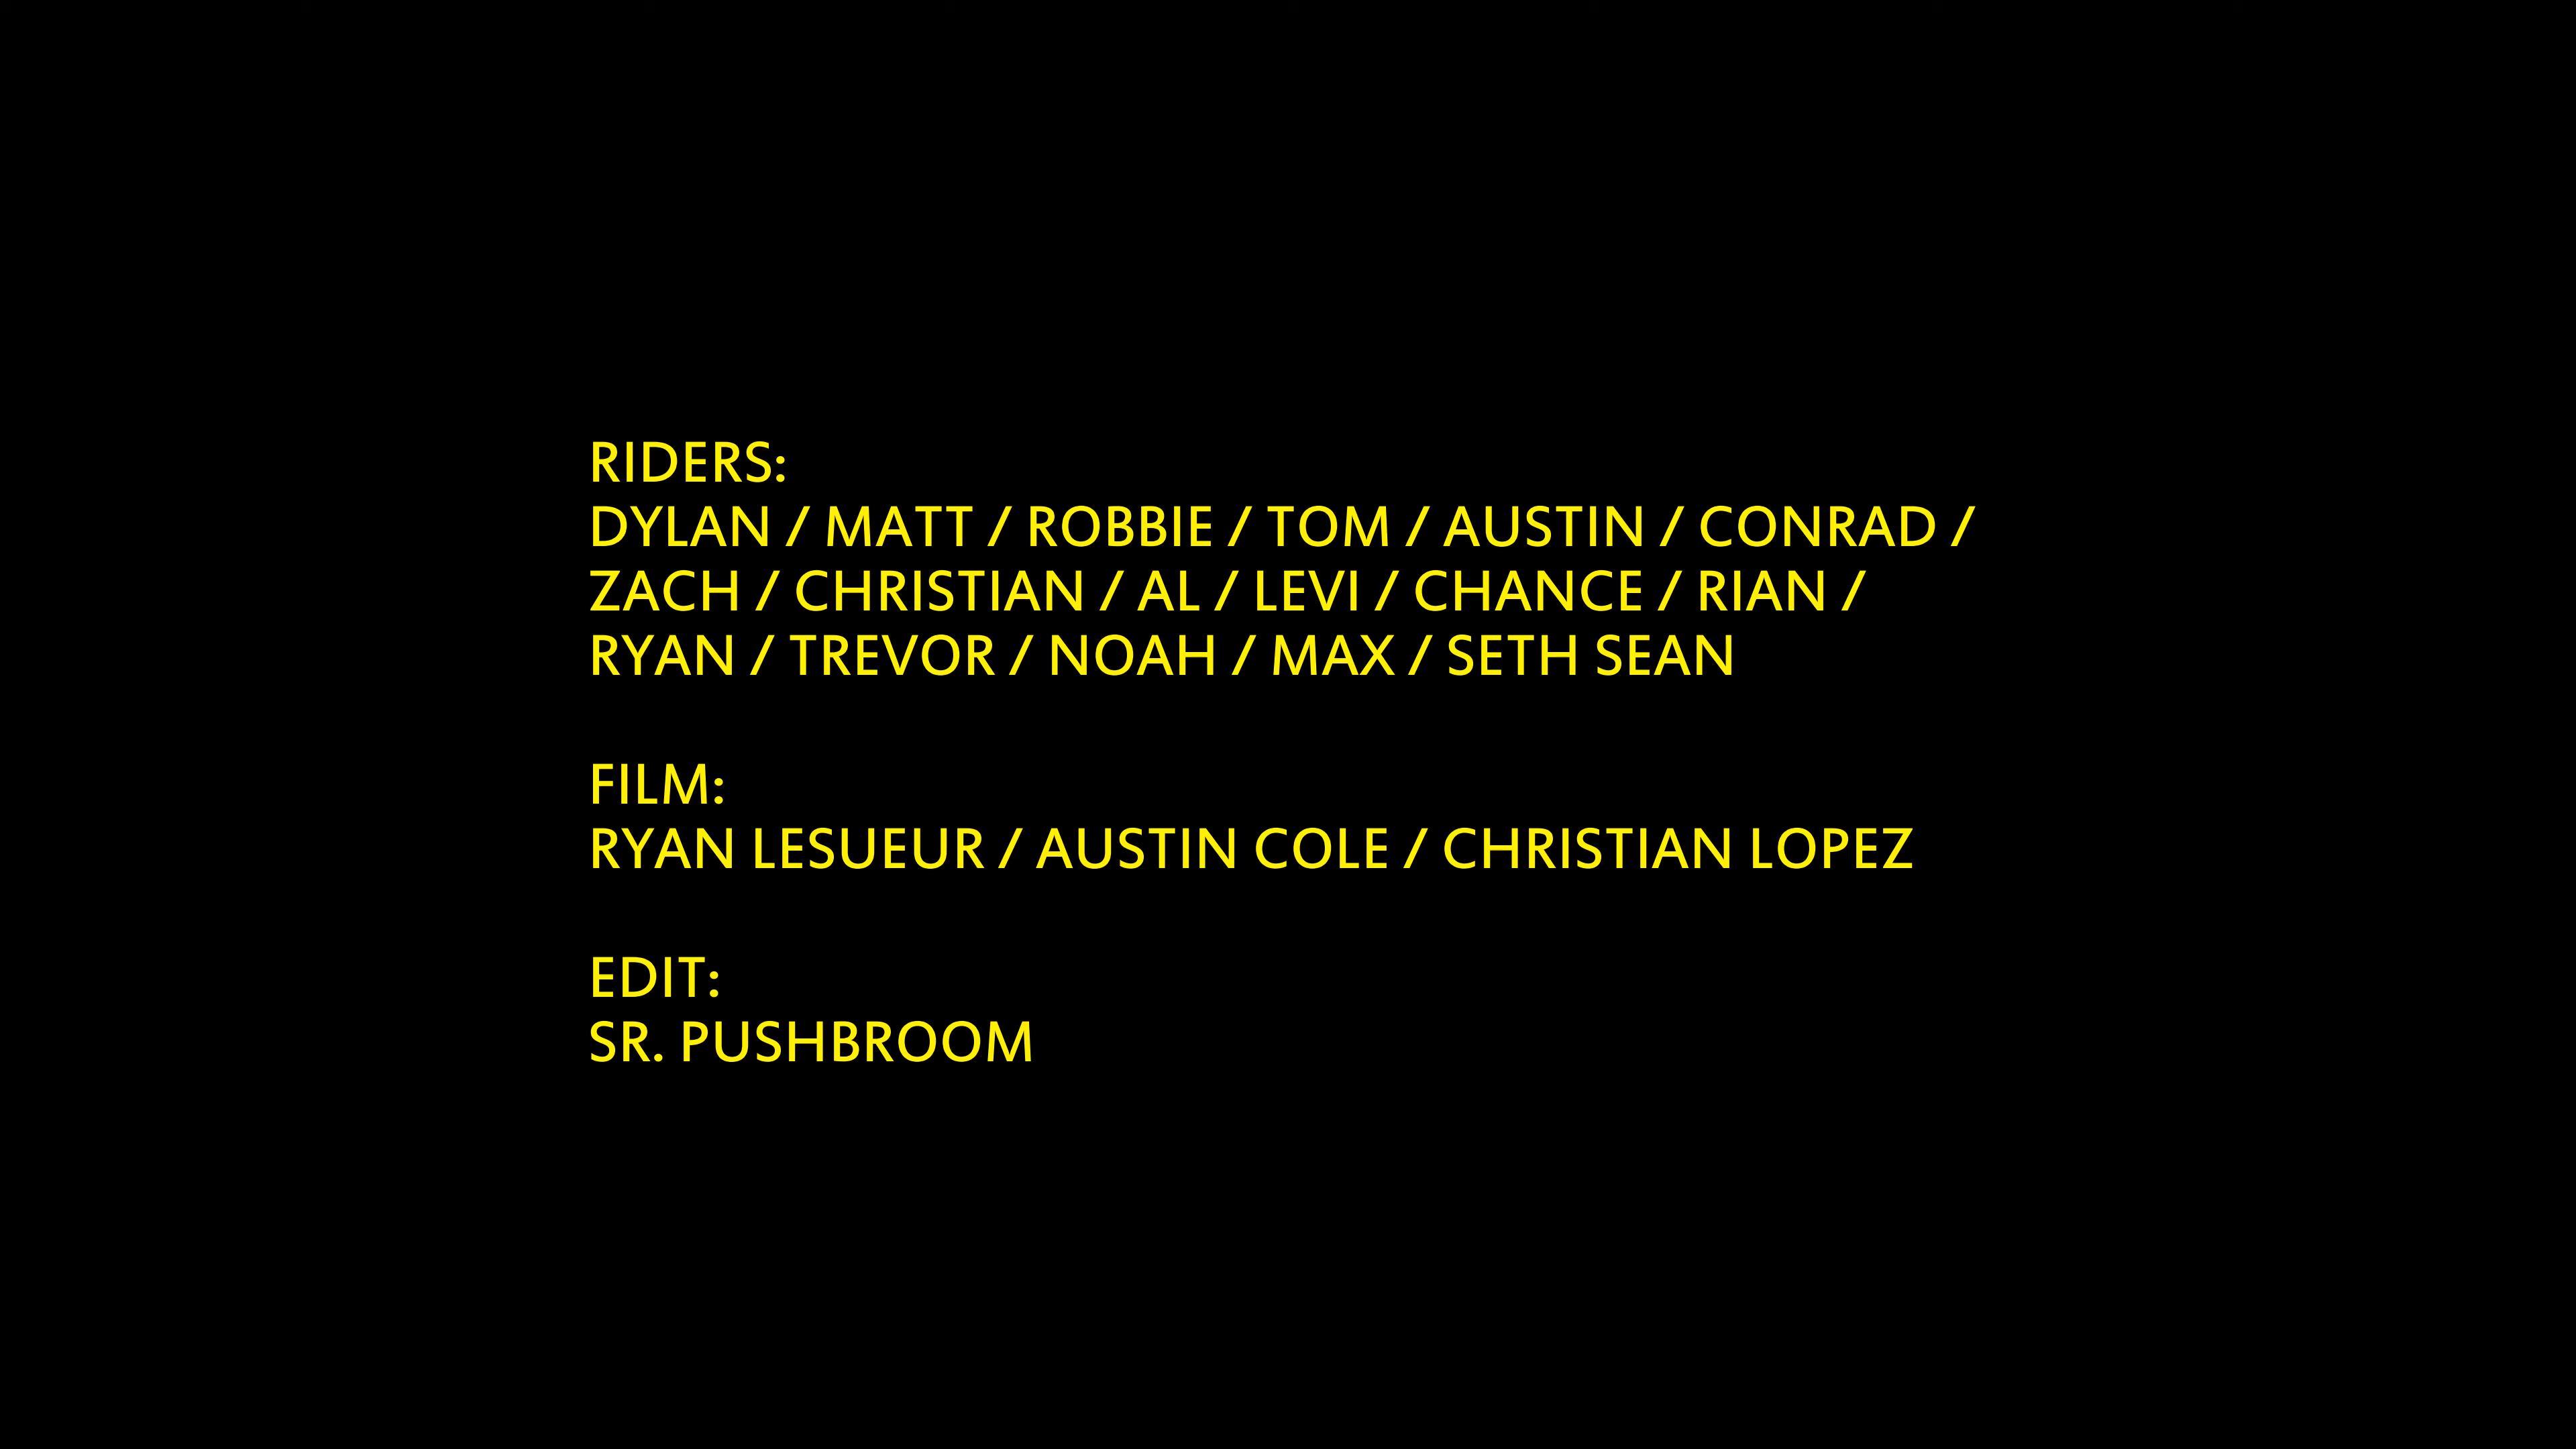 RIDERS:
DYLAN / MATT / ROBBIE / TOM / AUSTIN / CONRAD /
ZACH / CHRISTIAN / AL / LEVI / CHANCE / RIAN /
RYAN / TREVOR / NOAH / MAX / SETH SEAN
FILM:
RYAN LESUEUR / AUSTIN COLE / CHRISTIAN LOPEZ
EDIT:
SR. PUSHBROOM